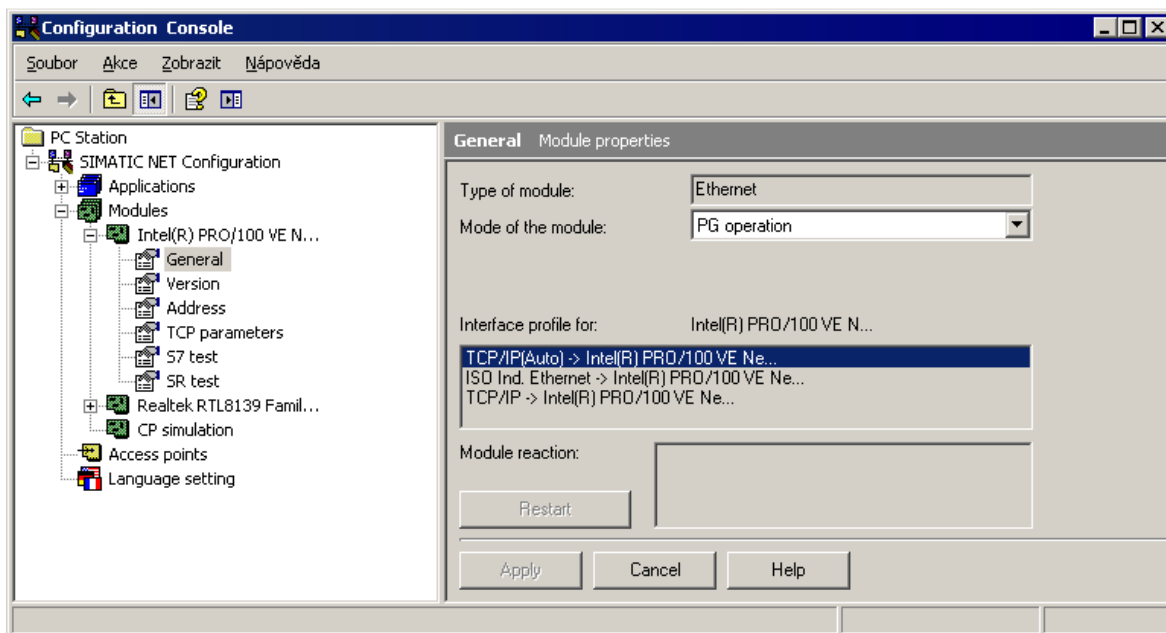 Configuration Console
Soubor Akce Zobrazit Nápověda
PC Station
SIMATIC NET Configuration
Applications
Modules
Intel(R) PRO/100 VE N...
General
Version
Address
TCP parameters
S7 test
SR test
Realtek RTL8139 Famil...
CP simulation
Access points
Language setting
General Module properties
Type of module: Ethernet
Mode of the module: PG operation
Interface profile for: Intel(R) PRO/100 VE N...
TCP/IP(Auto) -> Intel(R) PRO/100 VE Ne...
ISO Ind. Ethernet -> Intel(R) PRO/100 VE Ne...
TCP/IP -> Intel(R) PRO/100 VE Ne...
Module reaction:
Restart
Apply Cancel Help